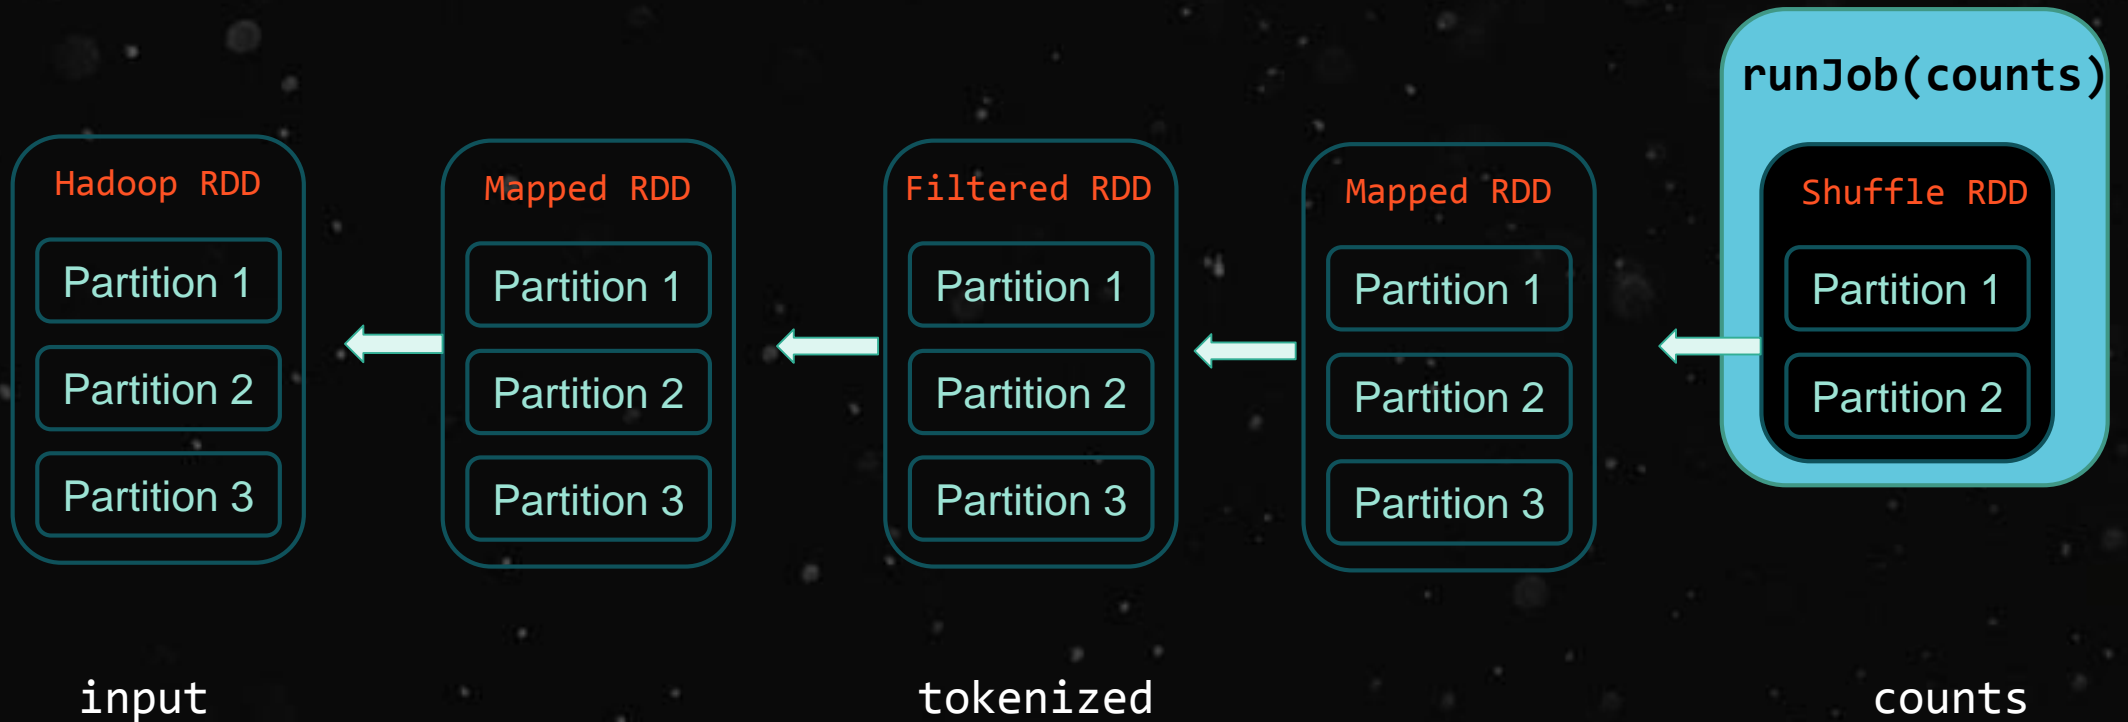 runJob(counts)
Hadoop RDD
Partition 1
Partition 2
Partition 3
Mapped RDD
Partition 1
Partition 2
Partition 3
Filtered RDD
Partition 1
Partition 2
Partition 3
Mapped RDD
Partition 1
Partition 2
Partition 3
Shuffle RDD
Partition 1
Partition 2
input
tokenized
counts